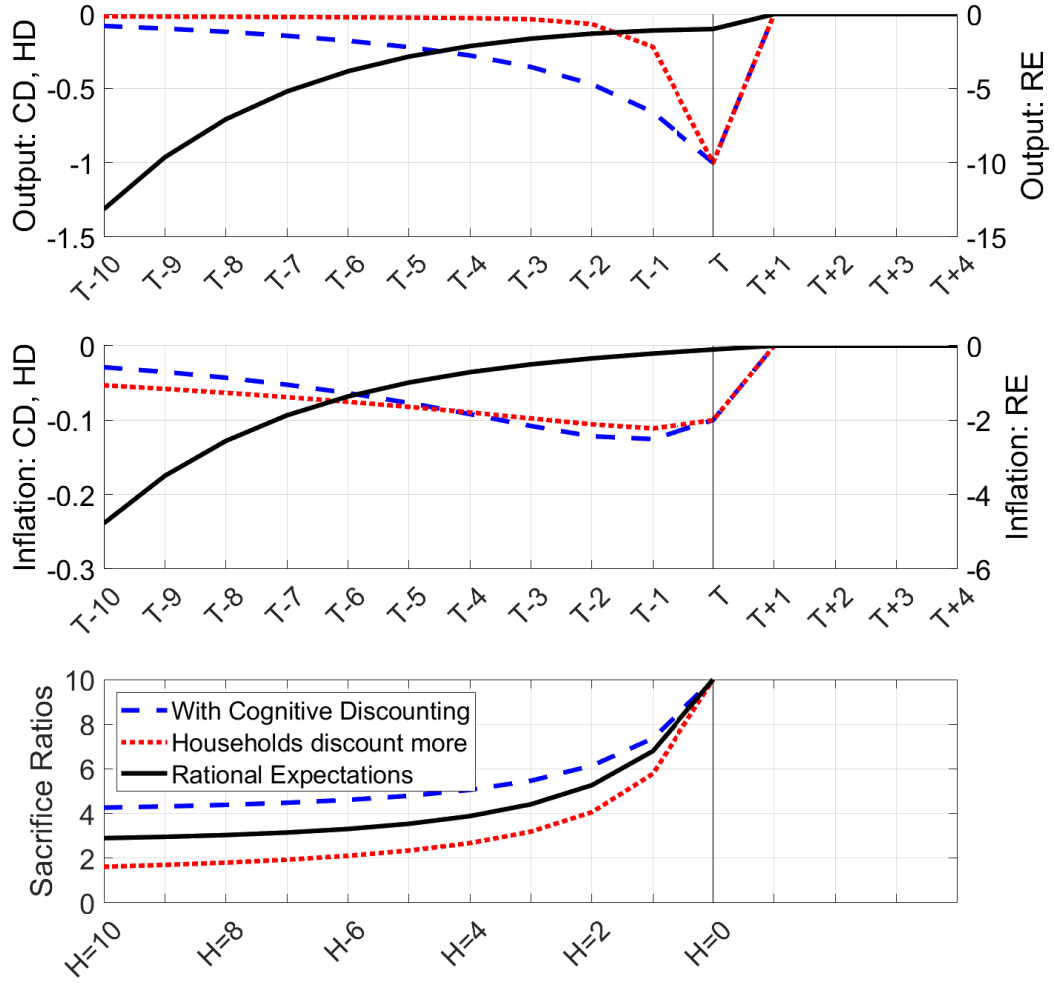 Output: CD, HD
0
-0.5
-1
-1.5
0
-5
-10
-15
Output: RE
T-10
T-9
T-8
T-7
T-6
T-5
T-4
T-3
T-2
T-1
T
T+1
T+2
T+3
T+4
Inflation: CD, HD
0
-0.1
-0.2
-0.3
0
-2
-4
-6
Inflation: RE
T-10
T-9
T-8
T-7
T-6
T-5
T-4
T-3
T-2
T-1
T
T+1
T+2
T+3
T+4
Sacrifice Ratios
10
8
6
4
2
0
With Cognitive Discounting
Households discount more
Rational Expectations
H=10
H=8
H-6
H=4
H=2
H=0